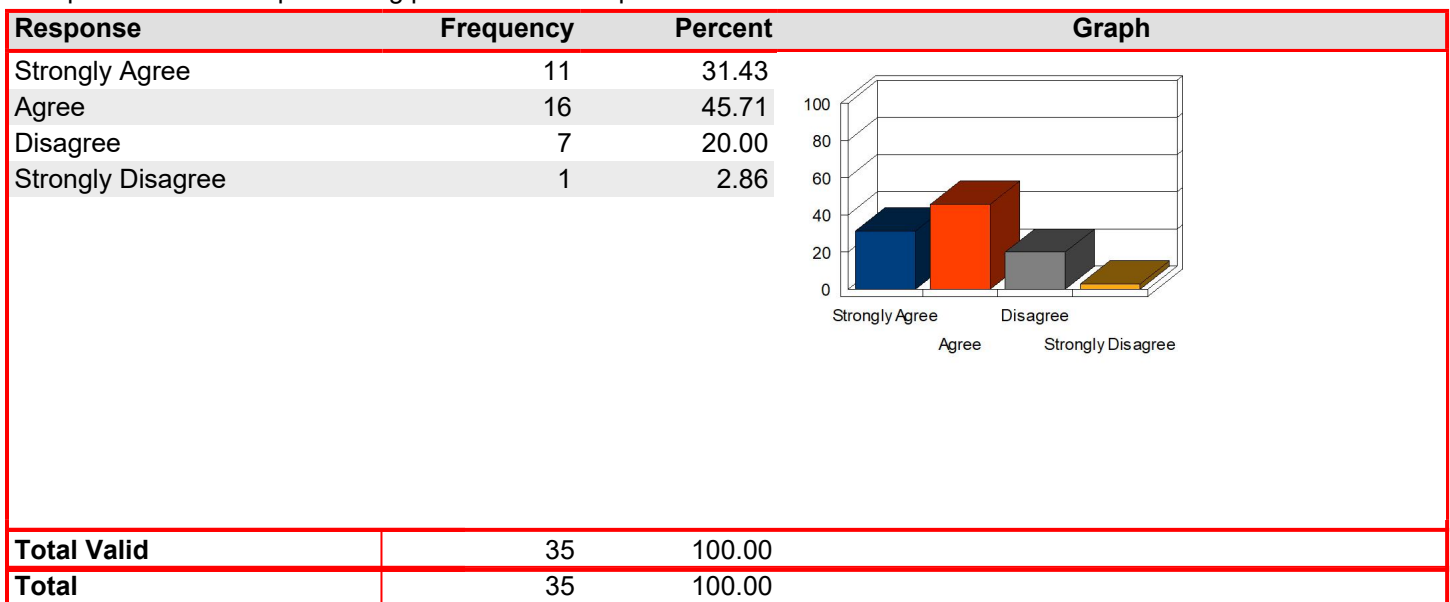 Response Frequency Percent Graph
Strongly Agree 11 31.43
Agree 16 45.71
Disagree 7 20.00
Strongly Disagree 1 2.86
100
80
60
40
20
0
Strongly Agree Disagree
Agree Strongly Disagree
Total Valid 35 100.00
Total 35 100.00